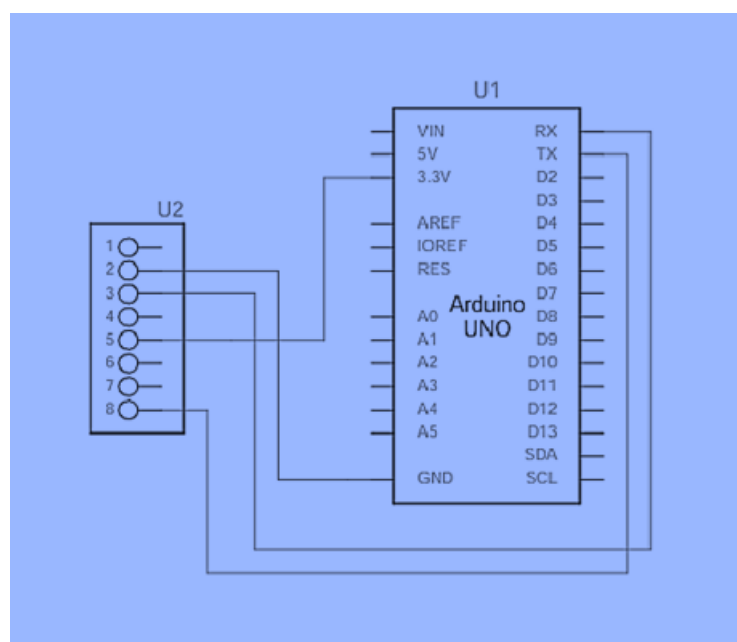 U1
VIN RX
5V TX
3.3V D2
D3
AREF D4
IOREF D5
RES D6
D7
A0 D8
A1 D9
A2 D10
A3 D11
A4 D12
A5 D13
SDA
GND SCL
Arduino
UNO
U2
1
2
3
4
5
6
7
8